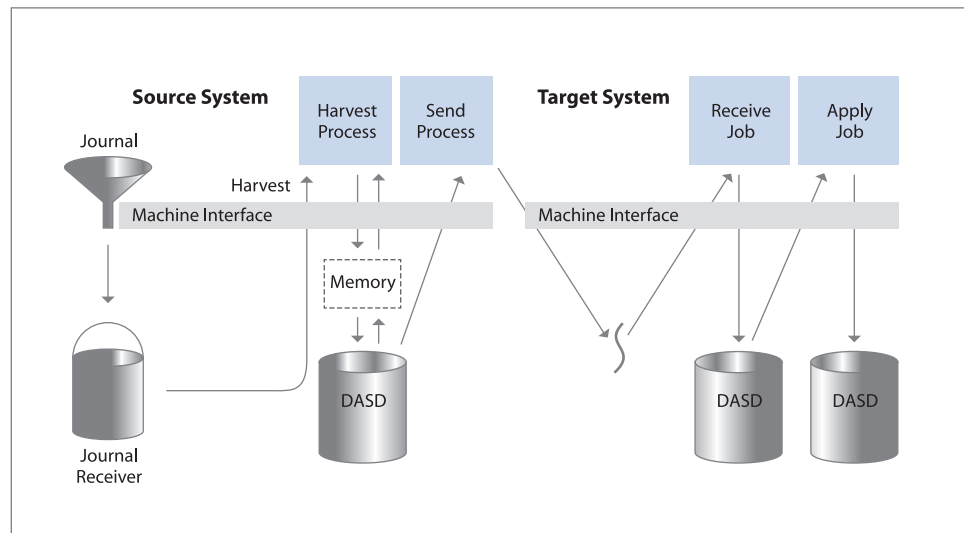 Source System
Harvest
Process
Send
Process
Target System
Receive
Job
Apply
Job
Journal
Harvest
Machine Interface
Machine Interface
Memory
DASD
DASD
DASD
Journal
Receiver